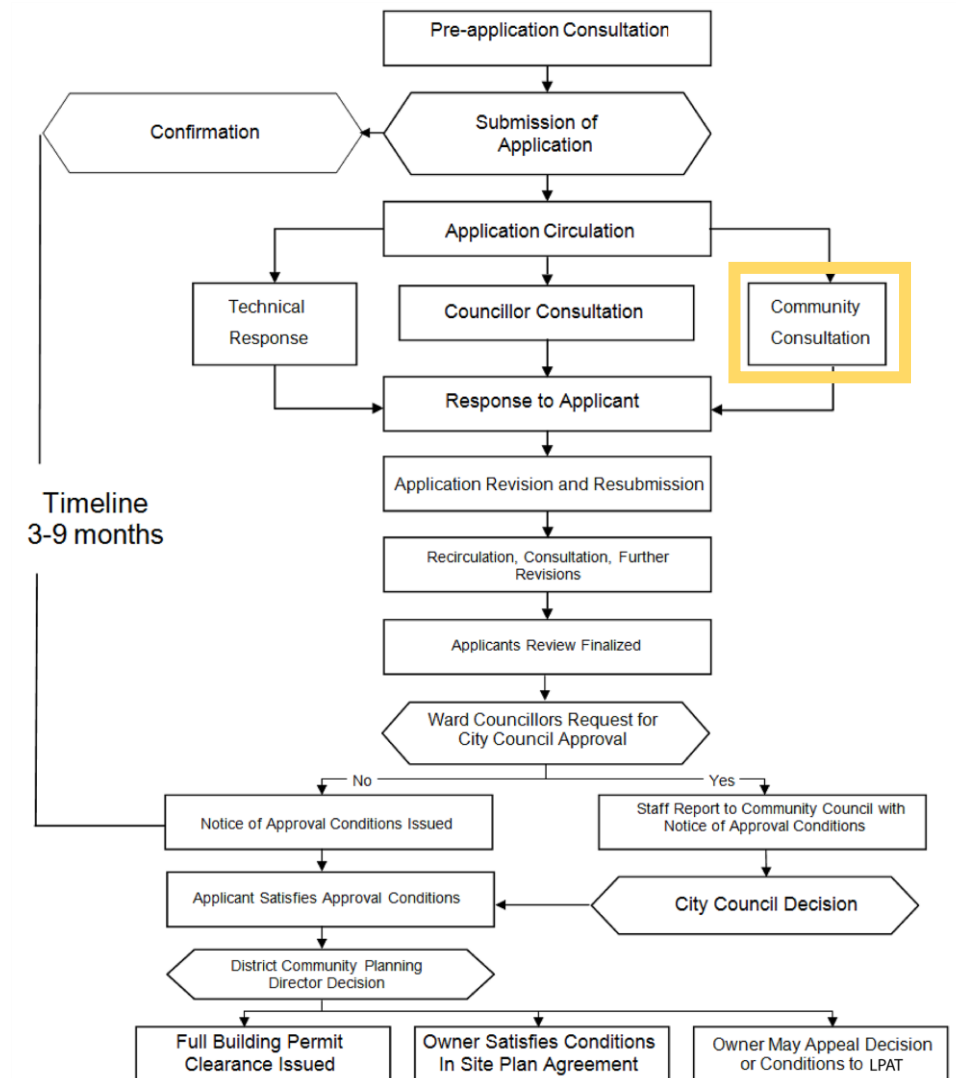 Pre-application Consultation
Confirmation
Submission of
Application
Application Circulation
Technical
Response
Councillor Consultation
Community
Consultation
Response to Applicant
Application Revision and Resubmission
Timeline
3-9 months
Recirculation, Consultation, Further
Revisions
Applicants Review Finalized
Ward Councillors Request for
City Council Approval
No
Yes
Notice of Approval Conditions Issued
Staff Report to Community Council with
Notice of Approval Conditions
Applicant Satisfies Approval Conditions
City Council Decision
District Community Planning
Director Decision
Full Building Permit
Clearance Issued
Owner Satisfies Conditions
In Site Plan Agreement
Owner May Appeal Decision
or Conditions to LPAT